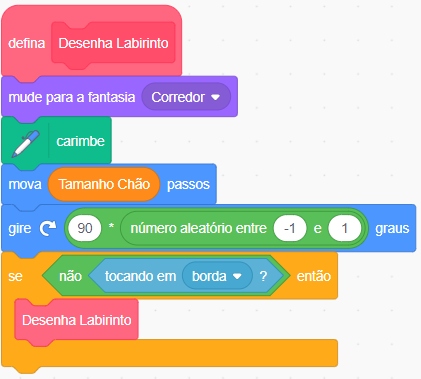 defina Desenha Labirinto
mude para a fantasia Corredor
carimbe
mova Tamanho Chão passos
gire 90 * número aleatório entre -1 e 1 graus
se não tocando em borda ? então
Desenha Labirinto